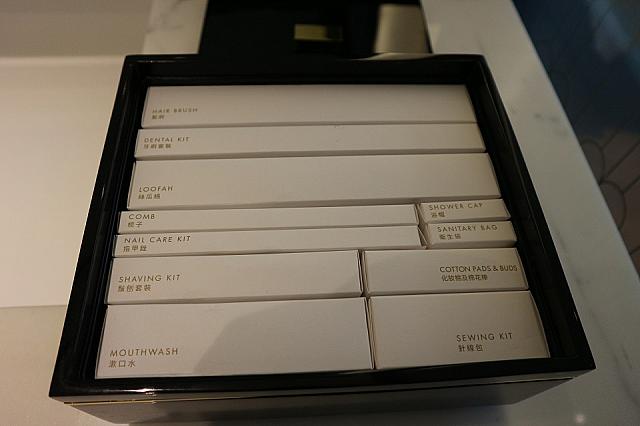 HAIR BRUSH
髮刷
DENTAL KIT
牙刷套裝
LOOFAH
絲瓜絡
COMB
梳子
SHOWER CAP
浴帽
NAIL CARE KIT
指甲銼
SANITARY BAG
衛生袋
SHAVING KIT
鬚刨套裝
COTTON PADS & BUDS
化妝棉及棉花棒
MOUTHWASH
漱口水
SEWING KIT
針線包